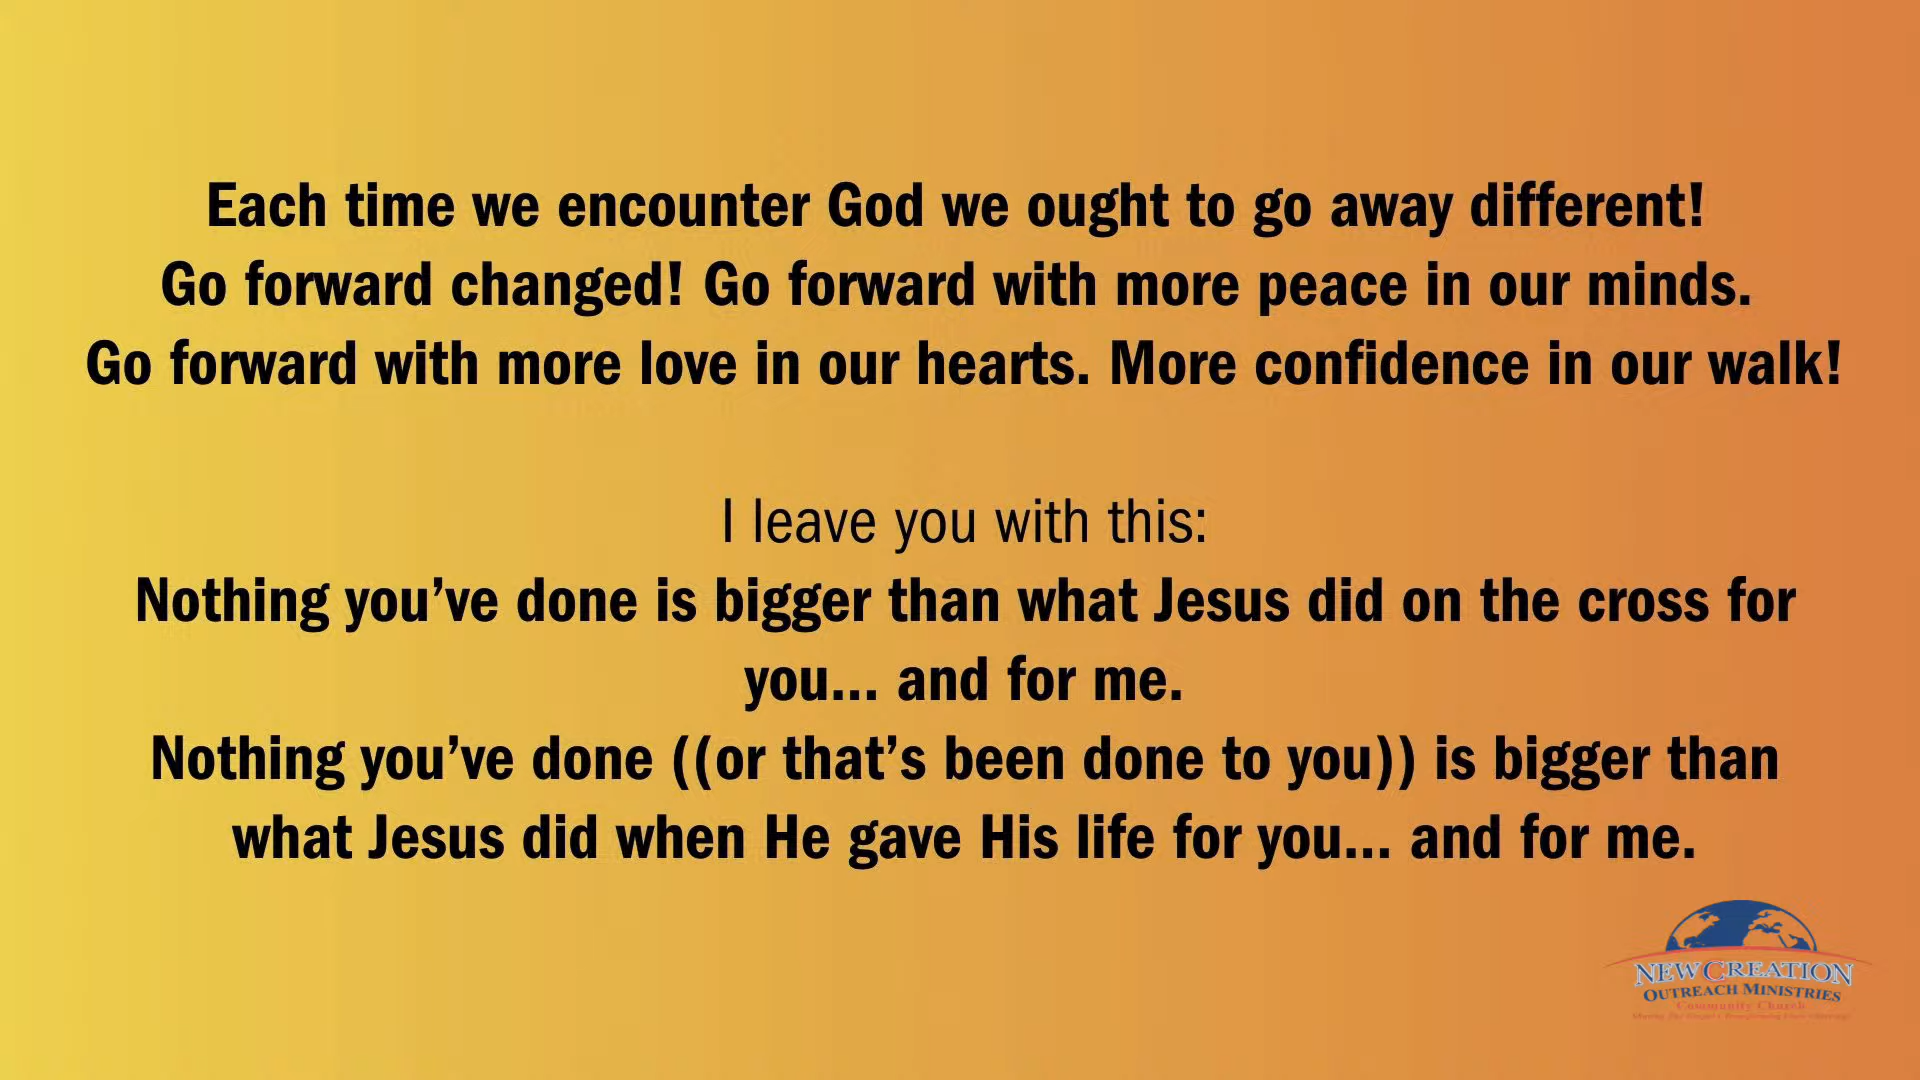 Each time we encounter God we ought to go away different!
Go forward changed! Go forward with more peace in our minds.
Go forward with more love in our hearts. More confidence in our walk!
I leave you with this:
Nothing you’ve done is bigger than what Jesus did on the cross for
you... and for me.
Nothing you’ve done ((or that’s been done to you)) is bigger than
what Jesus did when He gave His life for you... and for me.
NEW CREATION
OUTREACH MINISTRIES
Community Church